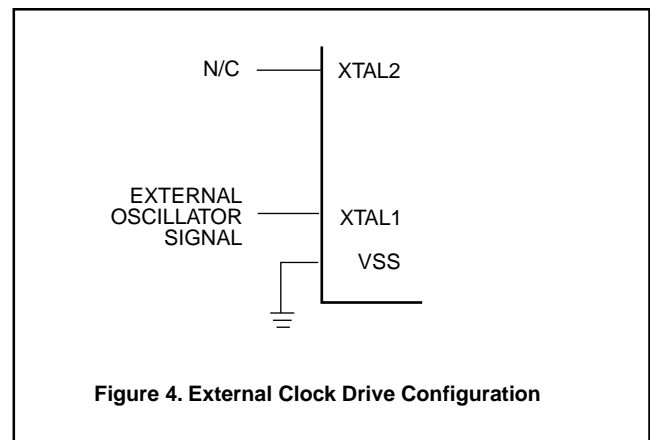 N/C
XTAL2
EXTERNAL
OSCILLATOR
SIGNAL
XTAL1
VSS
Figure 4. External Clock Drive Configuration